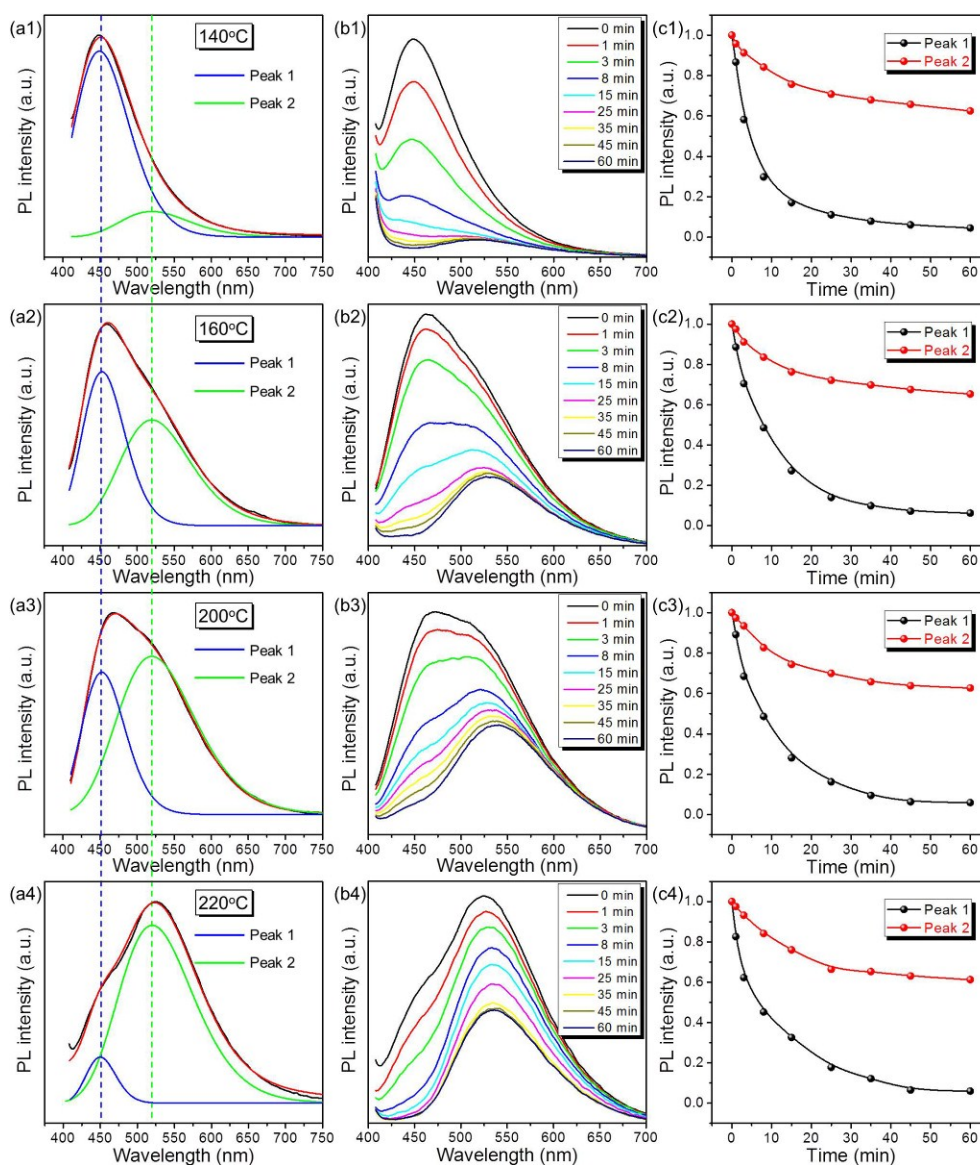 (a1)
140°C
Peak 1
Peak 2
PL intensity (a.u.)
400 450 500 550 600 650 700 750
Wavelength (nm)
(b1)
0 min
1 min
3 min
8 min
15 min
25 min
35 min
45 min
60 min
PL intensity (a.u.)
400 450 500 550 600 650 700
Wavelength (nm)
(c1)
1.0
0.8
0.6
0.4
0.2
0.0
Peak 1
Peak 2
PL intensity (a.u.)
0 10 20 30 40 50 60
Time (min)
(a2)
160°C
Peak 1
Peak 2
PL intensity (a.u.)
400 450 500 550 600 650 700 750
Wavelength (nm)
(b2)
0 min
1 min
3 min
8 min
15 min
25 min
35 min
45 min
60 min
PL intensity (a.u.)
400 450 500 550 600 650 700
Wavelength (nm)
(c2)
1.0
0.8
0.6
0.4
0.2
0.0
Peak 1
Peak 2
PL intensity (a.u.)
0 10 20 30 40 50 60
Time (min)
(a3)
200°C
Peak 1
Peak 2
PL intensity (a.u.)
400 450 500 550 600 650 700 750
Wavelength (nm)
(b3)
0 min
1 min
3 min
8 min
15 min
25 min
35 min
45 min
60 min
PL intensity (a.u.)
400 450 500 550 600 650 700
Wavelength (nm)
(c3)
1.0
0.8
0.6
0.4
0.2
0.0
Peak 1
Peak 2
PL intensity (a.u.)
0 10 20 30 40 50 60
Time (min)
(a4)
220°C
Peak 1
Peak 2
PL intensity (a.u.)
400 450 500 550 600 650 700 750
Wavelength (nm)
(b4)
0 min
1 min
3 min
8 min
15 min
25 min
35 min
45 min
60 min
PL intensity (a.u.)
400 450 500 550 600 650 700
Wavelength (nm)
(c4)
1.0
0.8
0.6
0.4
0.2
0.0
Peak 1
Peak 2
PL intensity (a.u.)
0 10 20 30 40 50 60
Time (min)